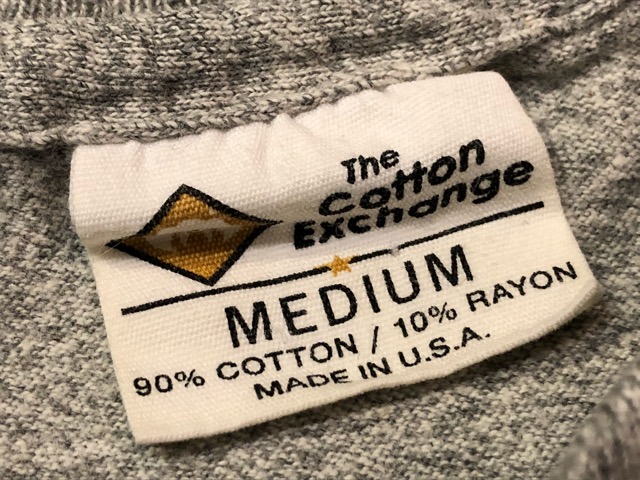 The
Cotton
Exchange
MEDIUM
90% COTTON / 10% RAYON
MADE IN U.S.A.